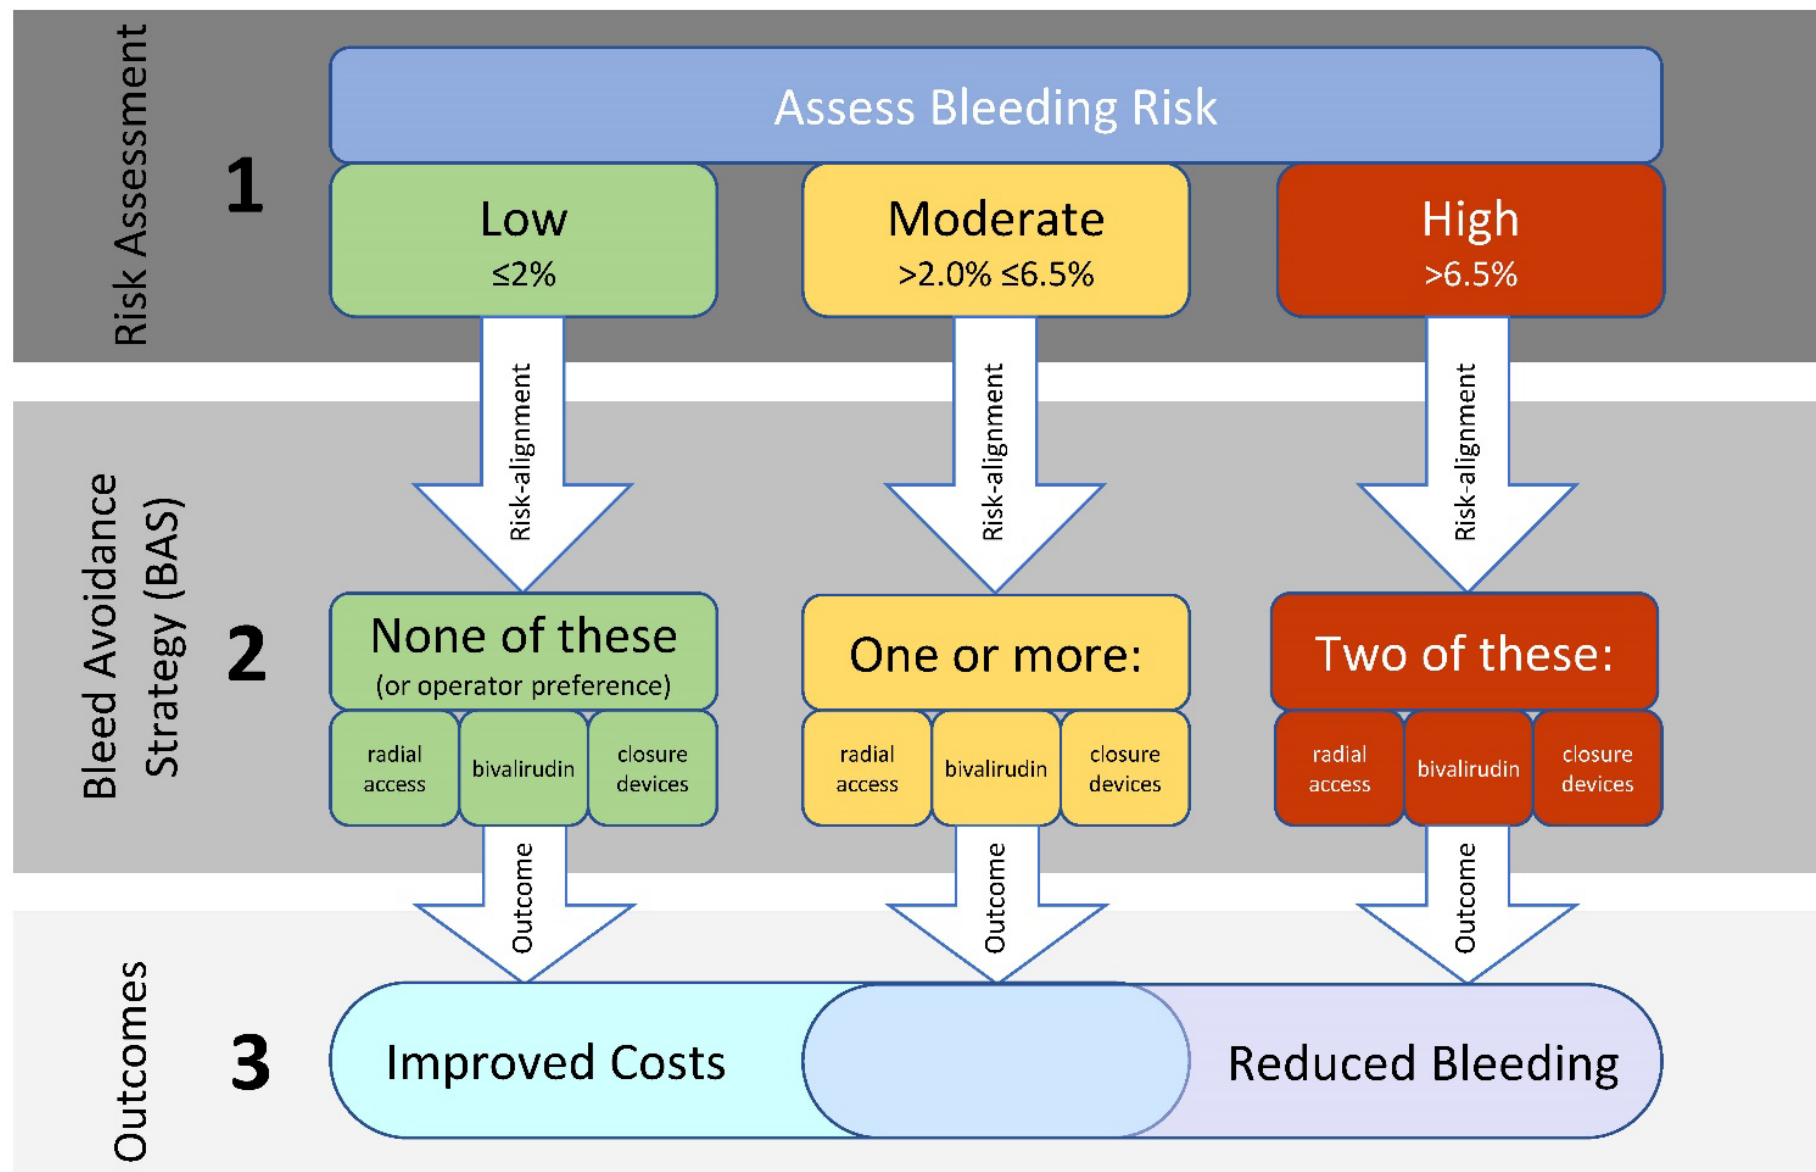 Risk Assessment
1
Assess Bleeding Risk
Low
≤2%
Moderate
>2.0% ≤6.5%
High
>6.5%
Risk-alignment
Risk-alignment
Risk-alignment
Bleed Avoidance
Strategy (BAS)
2
None of these
(or operator preference)
radial
access
bivalirudin
closure
devices
One or more:
radial
access
bivalirudin
closure
devices
Two of these:
radial
access
bivalirudin
closure
devices
Outcome
Outcome
Outcome
Outcomes
3
Improved Costs
Reduced Bleeding